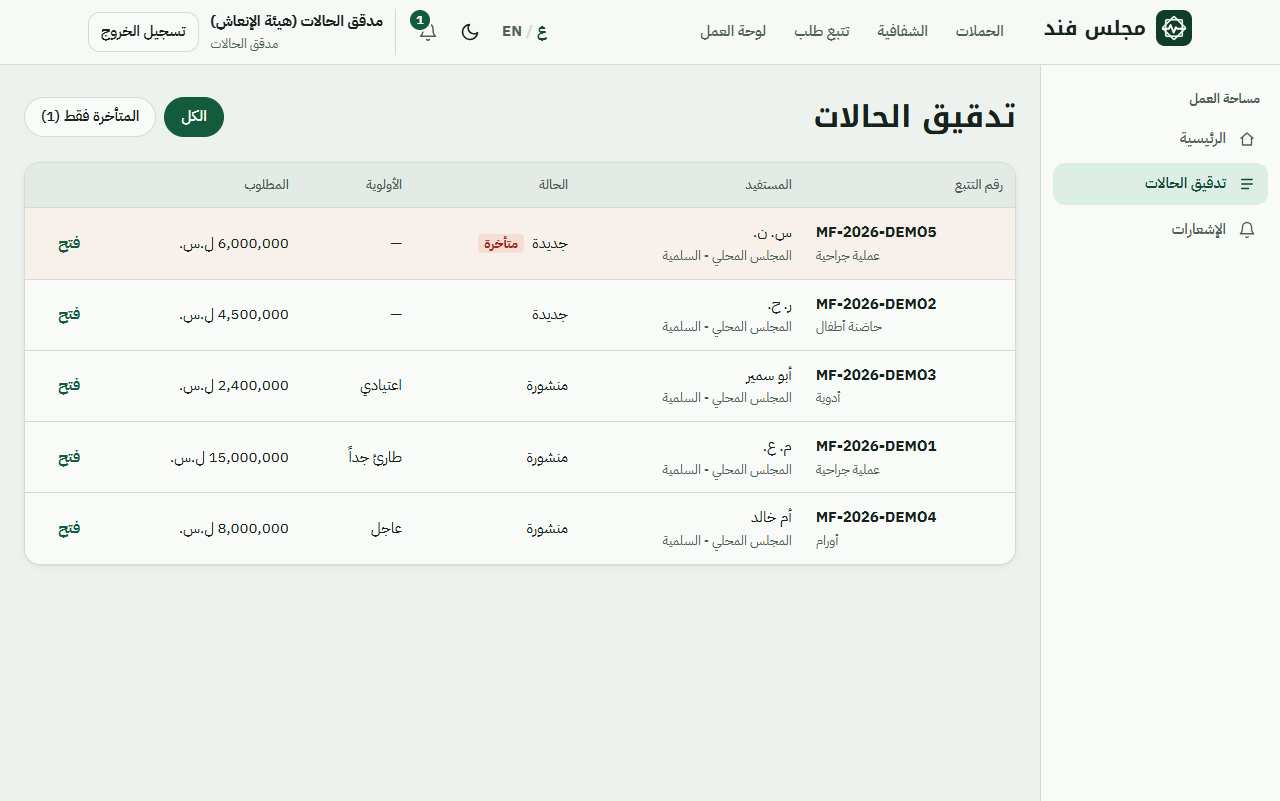 مجلس فند
الحملات
الشفافية
تتبع طلب
لوحة العمل
ع / EN
1
مدقق الحالات (هيئة الإنعاش)
مدقق الحالات
تسجيل الخروج
مساحة العمل
الرئيسية
تدقيق الحالات
الإشعارات
تدقيق الحالات
الكل
المتأخرة فقط (1)
رقم التتبع المستفيد الحالة الأولوية المطلوب
MF-2026-DEMO5 س. ن. جديدة متأخرة — 6,000,000 ل.س. فتح
عملية جراحية المجلس المحلي - السلمية
MF-2026-DEMO2 ر. ح. جديدة — 4,500,000 ل.س. فتح
حاضنة أطفال المجلس المحلي - السلمية
MF-2026-DEMO3 أبو سمير منشورة اعتيادي 2,400,000 ل.س. فتح
أدوية المجلس المحلي - السلمية
MF-2026-DEMO1 م. ع. منشورة طارئ جداً 15,000,000 ل.س. فتح
عملية جراحية المجلس المحلي - السلمية
MF-2026-DEMO4 أم خالد منشورة عاجل 8,000,000 ل.س. فتح
أورام المجلس المحلي - السلمية